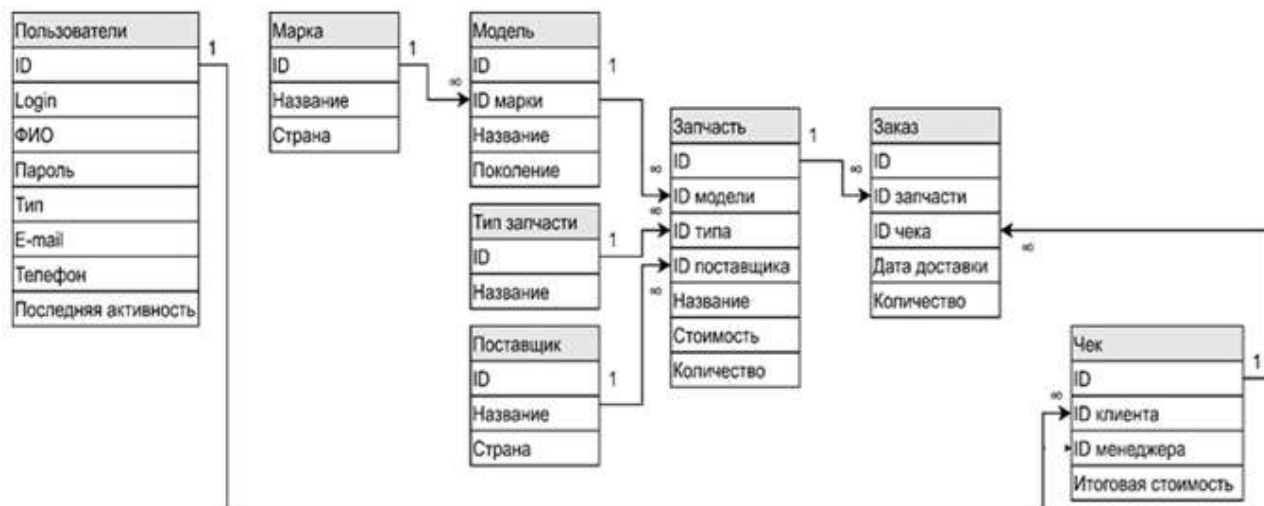 Пользователи
ID
Login
ФИО
Пароль
Тип
E-mail
Телефон
Последняя активность
1
Марка
ID
Название
Страна
1
∞
Модель
ID
ID марки
Название
Поколение
1
∞
Тип запчасти
ID
Название
1
∞
Поставщик
ID
Название
Страна
1
∞
Запчасть
ID
ID модели
ID типа
ID поставщика
Название
Стоимость
Количество
1
∞
Заказ
ID
ID запчасти
ID чека
Дата доставки
Количество
∞
Чек
ID
ID клиента
ID менеджера
Итоговая стоимость
1
∞